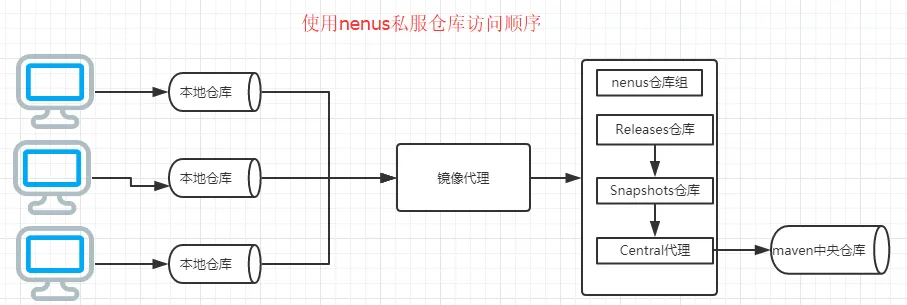 使用nenus私服仓库访问顺序
本地仓库
本地仓库
本地仓库
镜像代理
nenus仓库组
Releases仓库
Snapshots仓库
Central代理
maven中央仓库